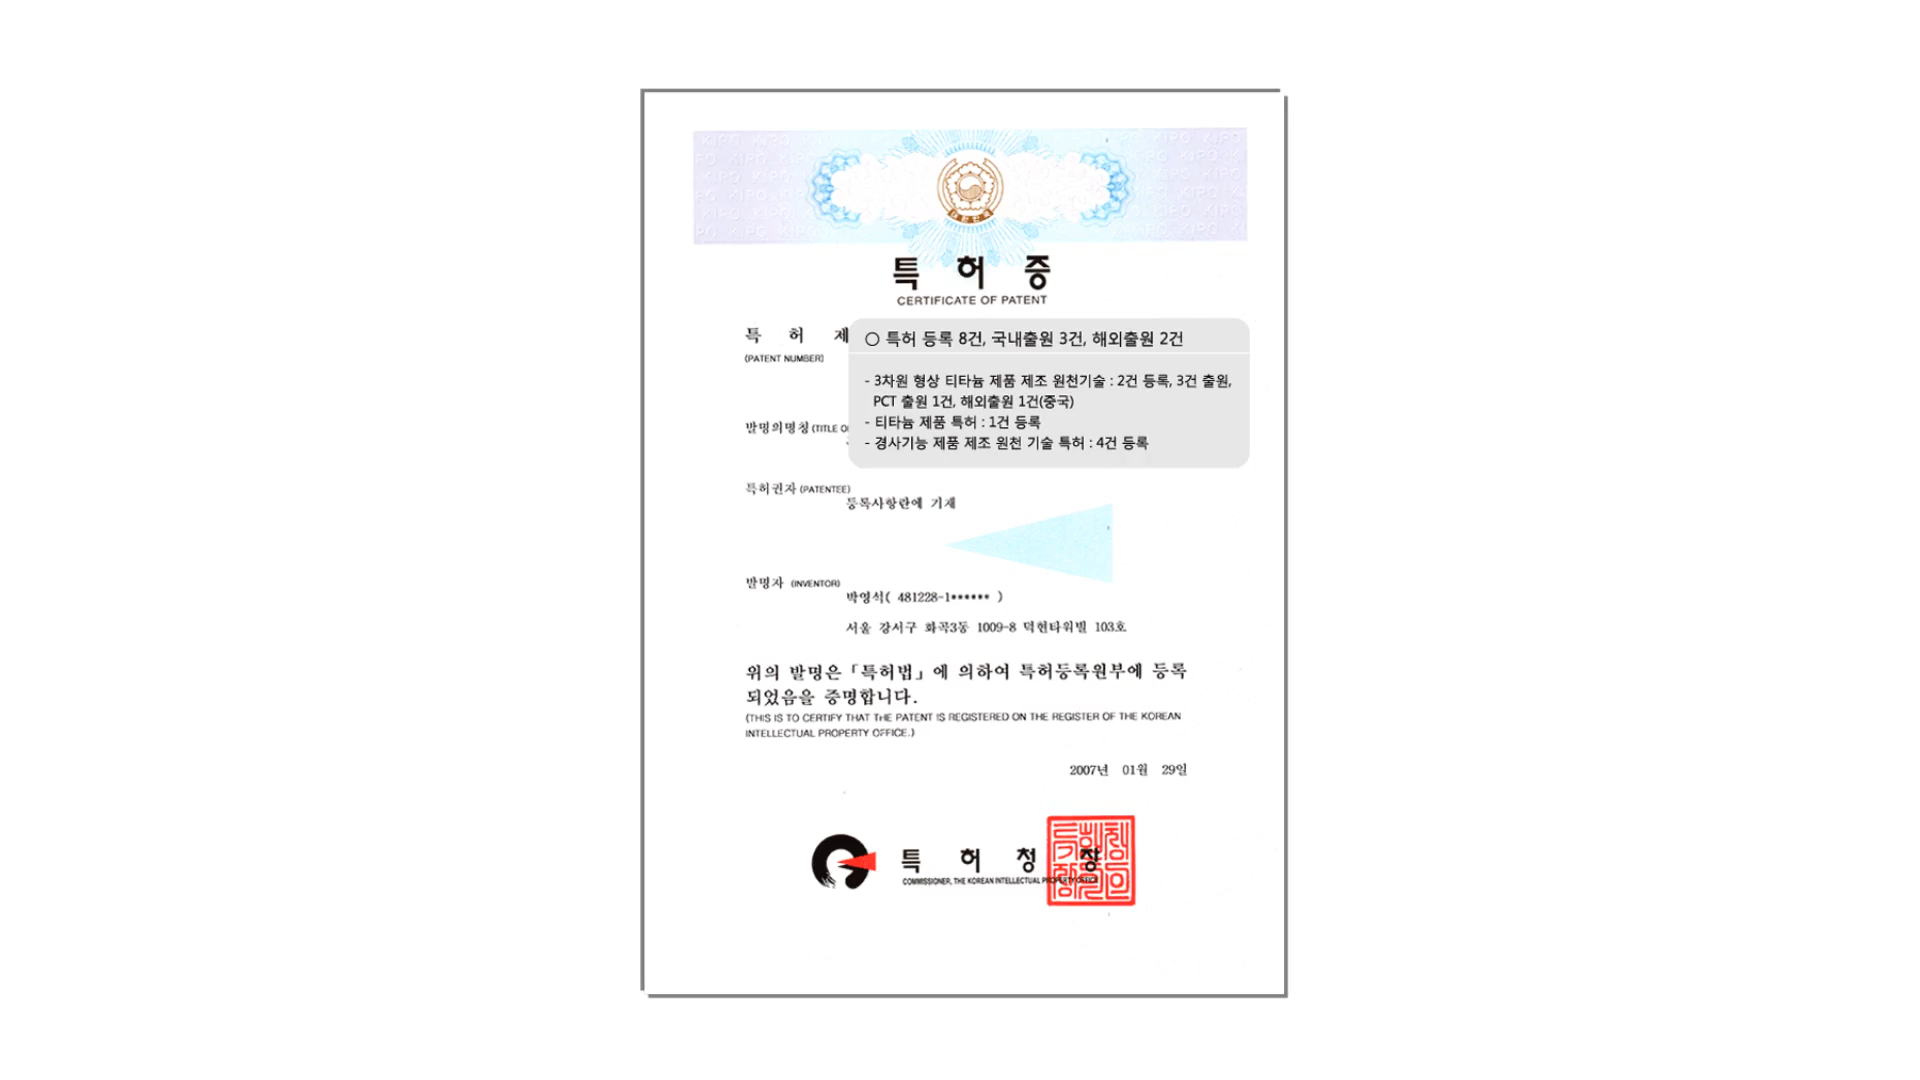 대한민국
특 허 증
CERTIFICATE OF PATENT
특 허 제
(PATENT NUMBER)
○ 특허 등록 8건, 국내출원 3건, 해외출원 2건
- 3차원 형상 티타늄 제품 제조 원천기술 : 2건 등록, 3건 출원,
PCT 출원 1건, 해외출원 1건(중국)
- 티타늄 제품 특허 : 1건 등록
- 경사기능 제품 제조 원천 기술 특허 : 4건 등록
발명의명칭 (TITLE
특허권자 (PATENTEE)
등록사항란에 기재
발명자 (INVENTOR)
박영석( 481228-1****** )
서울 강서구 화곡3동 1009-8 덕현타워빌 103호
위의 발명은 「특허법」에 의하여 특허등록원부에 등록
되었음을 증명합니다.
(THIS IS TO CERTIFY THAT THE PATENT IS REGISTERED ON THE REGISTER OF THE KOREAN
INTELLECTUAL PROPERTY OFFICE.)
2007년 01월 29일
특 허 청 장
COMMISSIONER, THE KOREAN INTELLECTUAL PROPERTY OFFICE